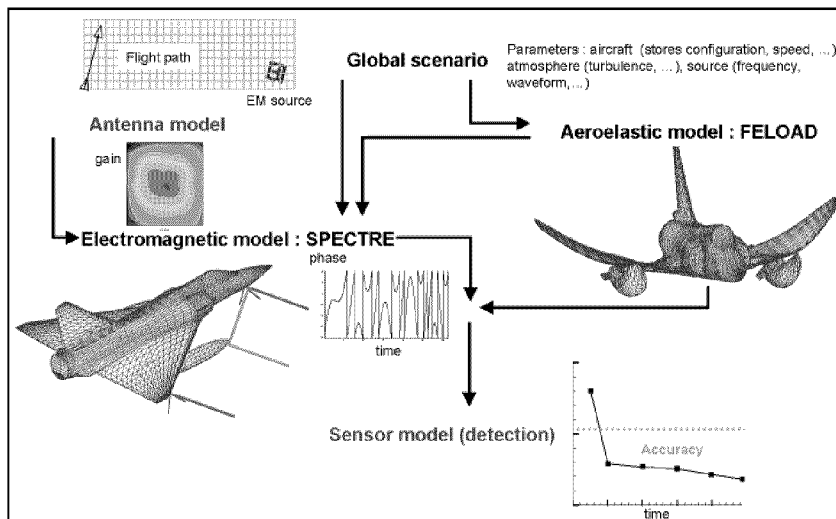 Flight path
EM source
Global scenario
Parameters : aircraft (stores configuration, speed, ...)
atmosphere (turbulence, ...), source (frequency,
waveform,...)
Antenna model
gain
Aeroelastic model : FELOAD
Electromagnetic model : SPECTRE
phase
time
Sensor model (detection)
Accuracy
time